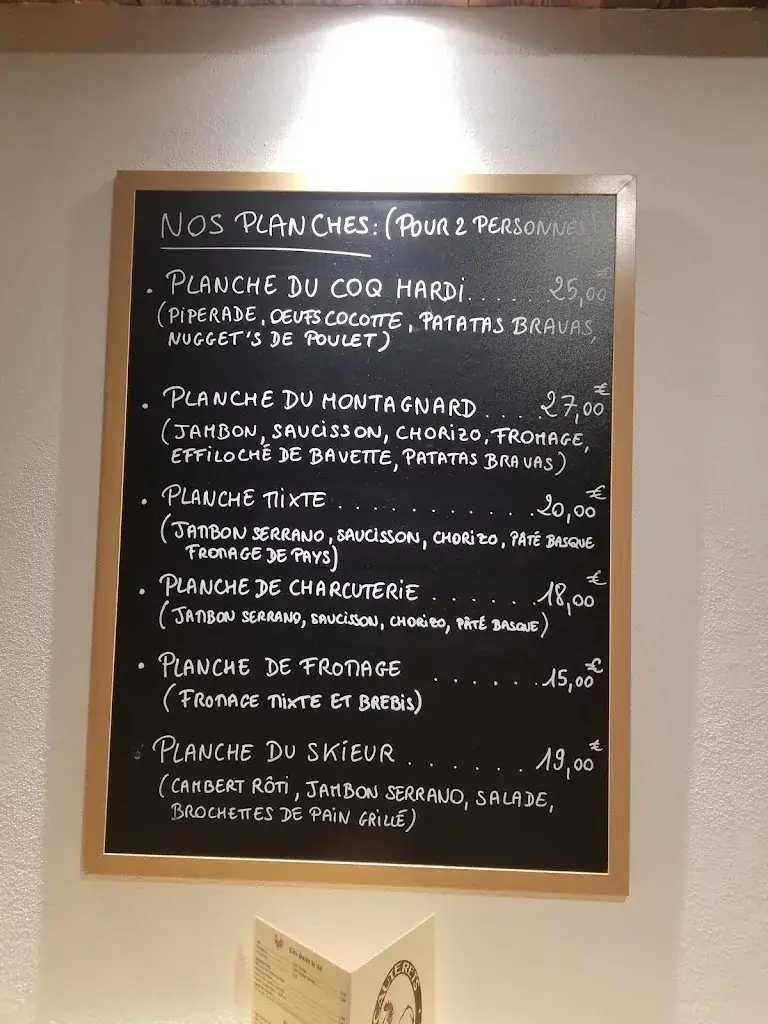 NOS PLANCHES: (POUR 2 PERSONNES)
• PLANCHE DU COQ HARDI..... 25,00€
(PIPERADE, OEUFS COCOTTE, PATATAS BRAVAS,
NUGGET'S DE POULET)
• PLANCHE DU MONTAGNARD .... 27,00€
(JAMBON, SAUCISSON, CHORIZO, FROMAGE,
EFFILOCHÉ DE BAVETTE, PATATAS BRAVAS)
• PLANCHE MIXTE ............ 20,00€
(JAMBON SERRANO, SAUCISSON, CHORIZO, PÂTÉ BASQUE
FROMAGE DE PAYS)
• PLANCHE DE CHARCUTERIE ...... 18,00€
(JAMBON SERRANO, SAUCISSON, CHORIZO, PÂTÉ BASQUE)
• PLANCHE DE FROMAGE ...... 15,00€
(FROMAGE MIXTE ET BREBIS)
PLANCHE DU SKIEUR ...... 19,00€
(CAMBERT RÔTI, JAMBON SERRANO, SALADE,
BROCHETTES DE PAIN GRILLÉ)
CAUTERETS